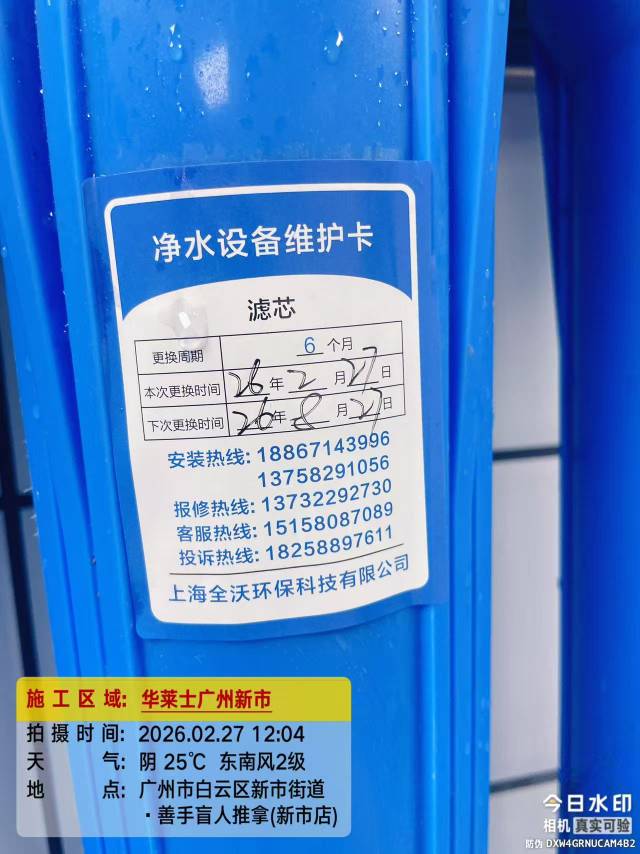 净水设备维护卡
滤芯
更换周期 6 个月
本次更换时间 26 年 2 月 27 日
下次更换时间 26 年 8 月 27 日
安装热线: 18867143996
13758291056
报修热线: 13732292730
客服热线: 15158087089
投诉热线: 18258897611
上海全沃环保科技有限公司
施工区域: 华莱士广州新市
拍摄时间: 2026.02.27 12:04
天气: 阴 25℃ 东南风2级
地点: 广州市白云区新市街道
·善手盲人推拿(新市店)
今日水印
相机 真实可验
防伪 DXW4GRNUCAM4B2